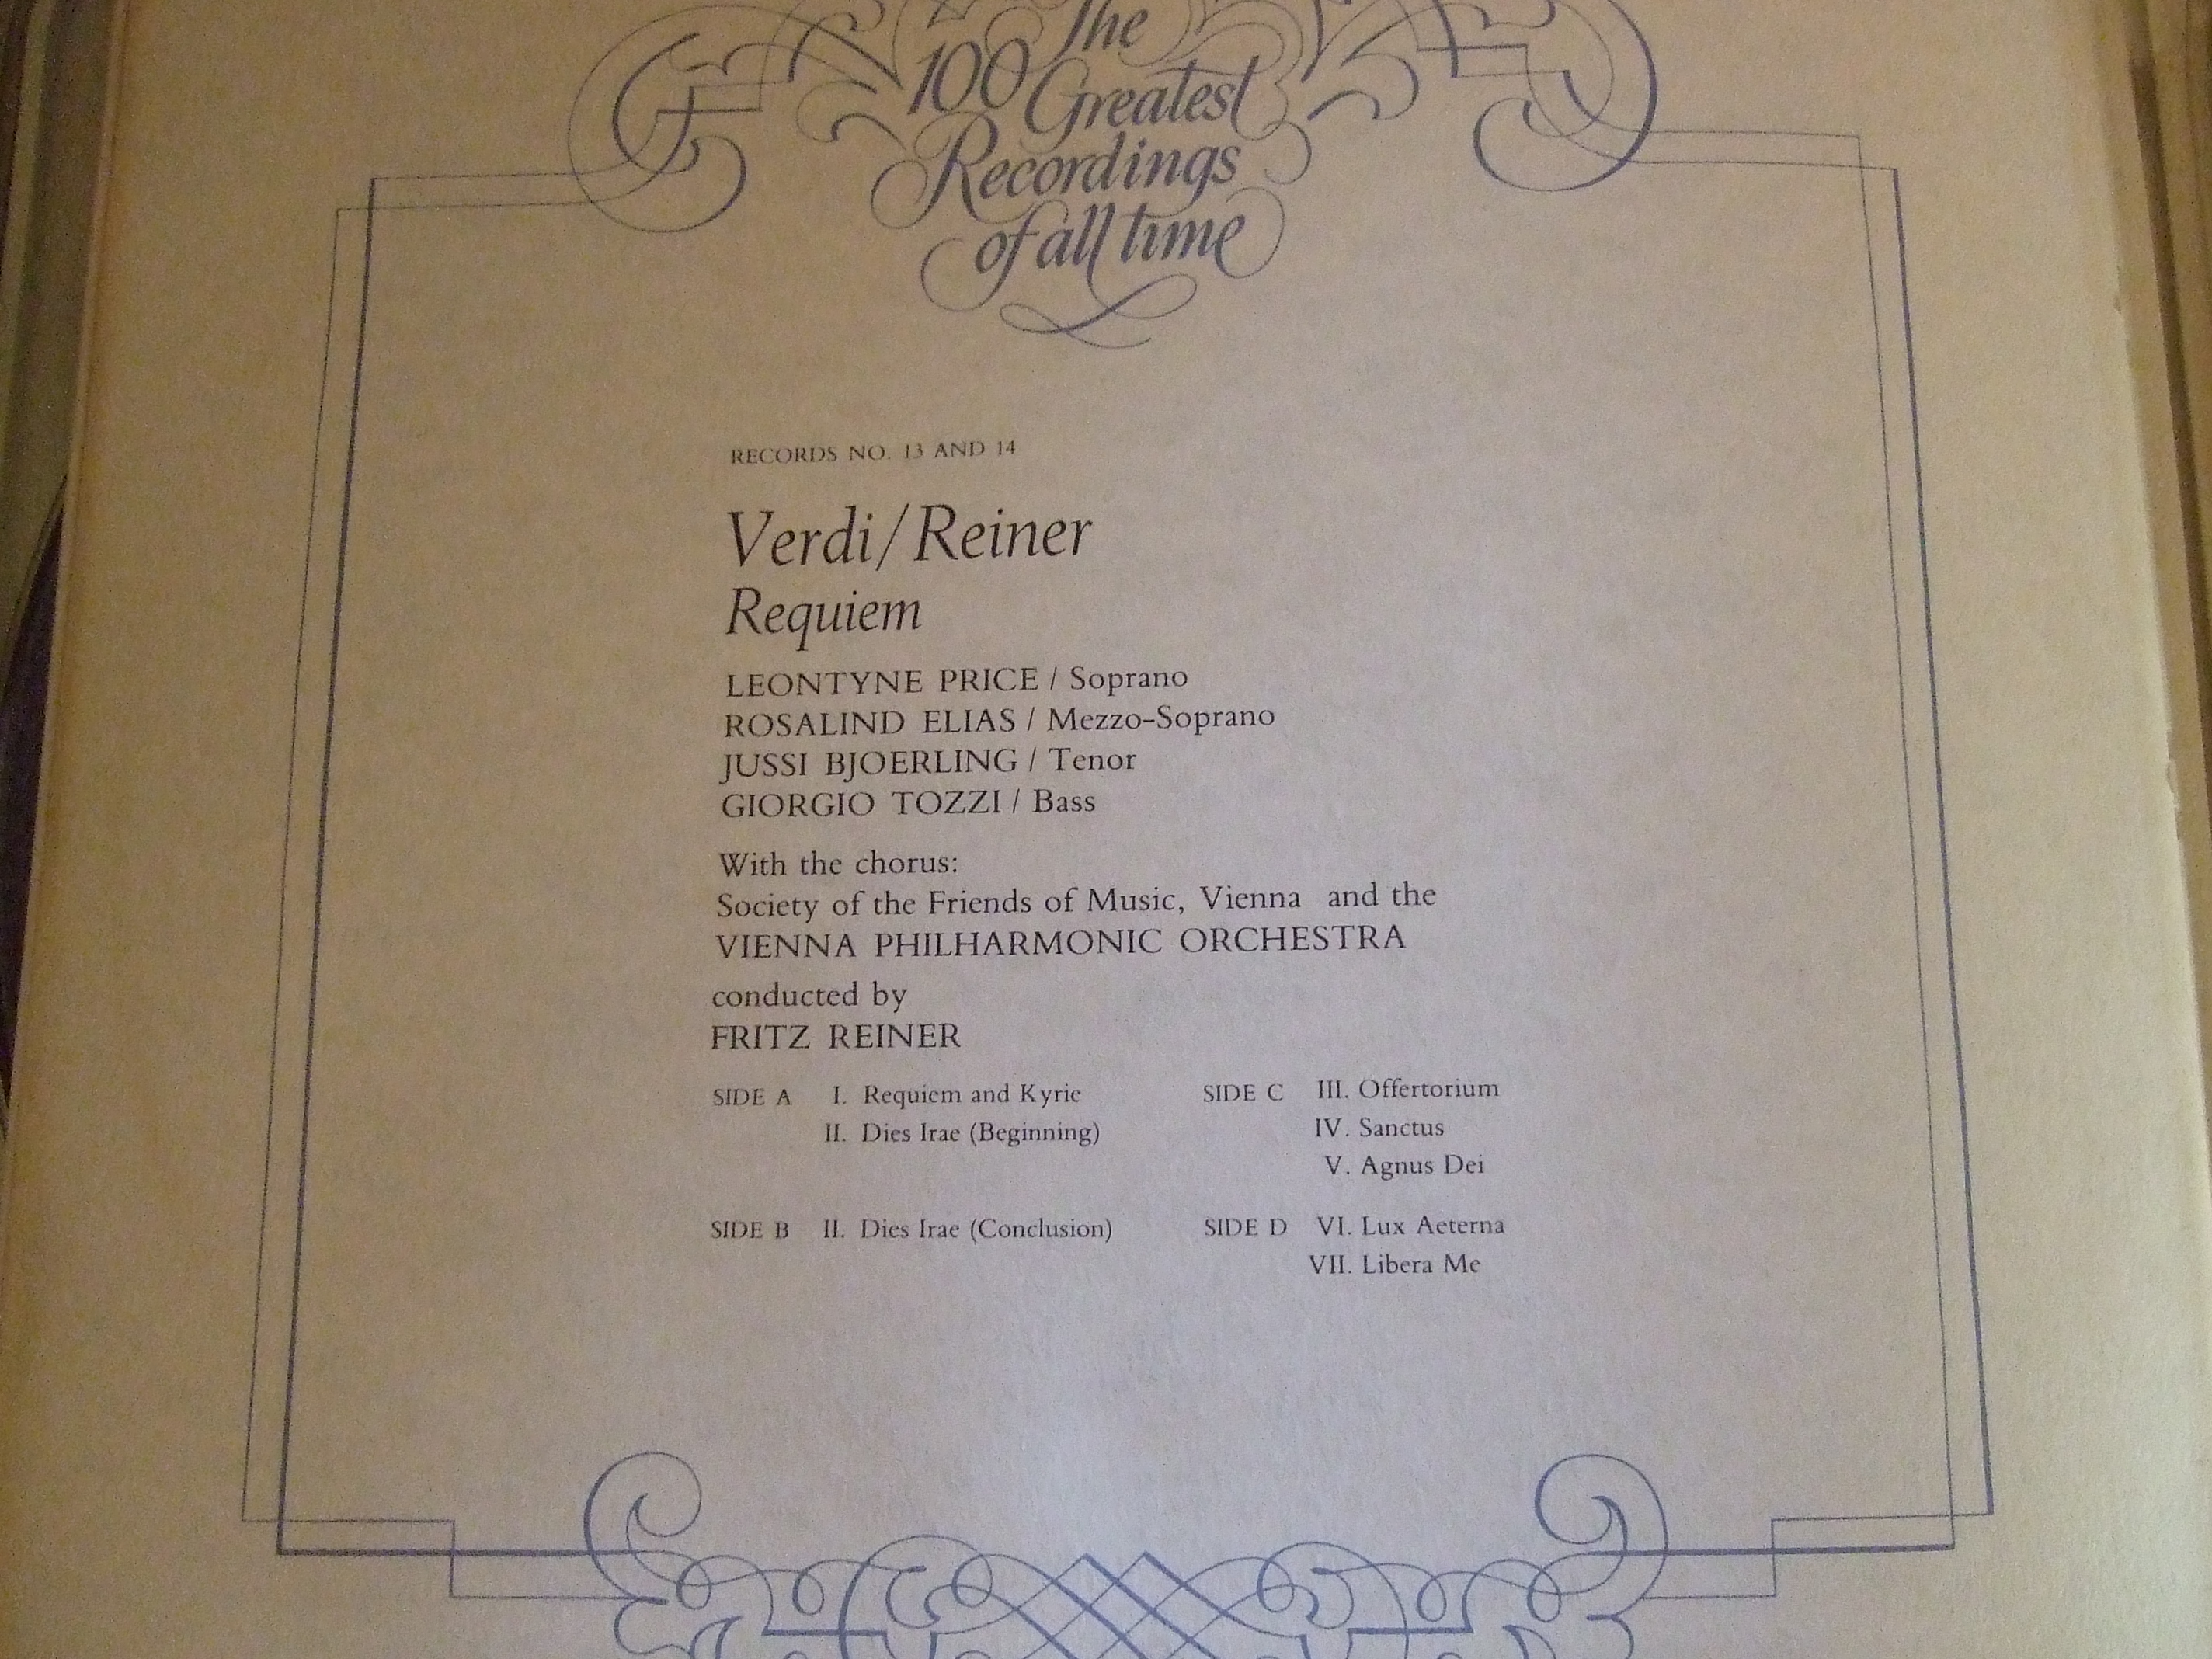 The
100 Greatest
Recordings
of all time
RECORDS NO. 13 AND 14
Verdi/Reiner
Requiem
LEONTYNE PRICE / Soprano
ROSALIND ELIAS / Mezzo-Soprano
JUSSI BJOERLING / Tenor
GIORGIO TOZZI / Bass
With the chorus:
Society of the Friends of Music, Vienna and the
VIENNA PHILHARMONIC ORCHESTRA
conducted by
FRITZ REINER
SIDE A I. Requiem and Kyrie
II. Dies Irae (Beginning)
SIDE B II. Dies Irae (Conclusion)
SIDE C III. Offertorium
IV. Sanctus
V. Agnus Dei
SIDE D VI. Lux Aeterna
VII. Libera Me